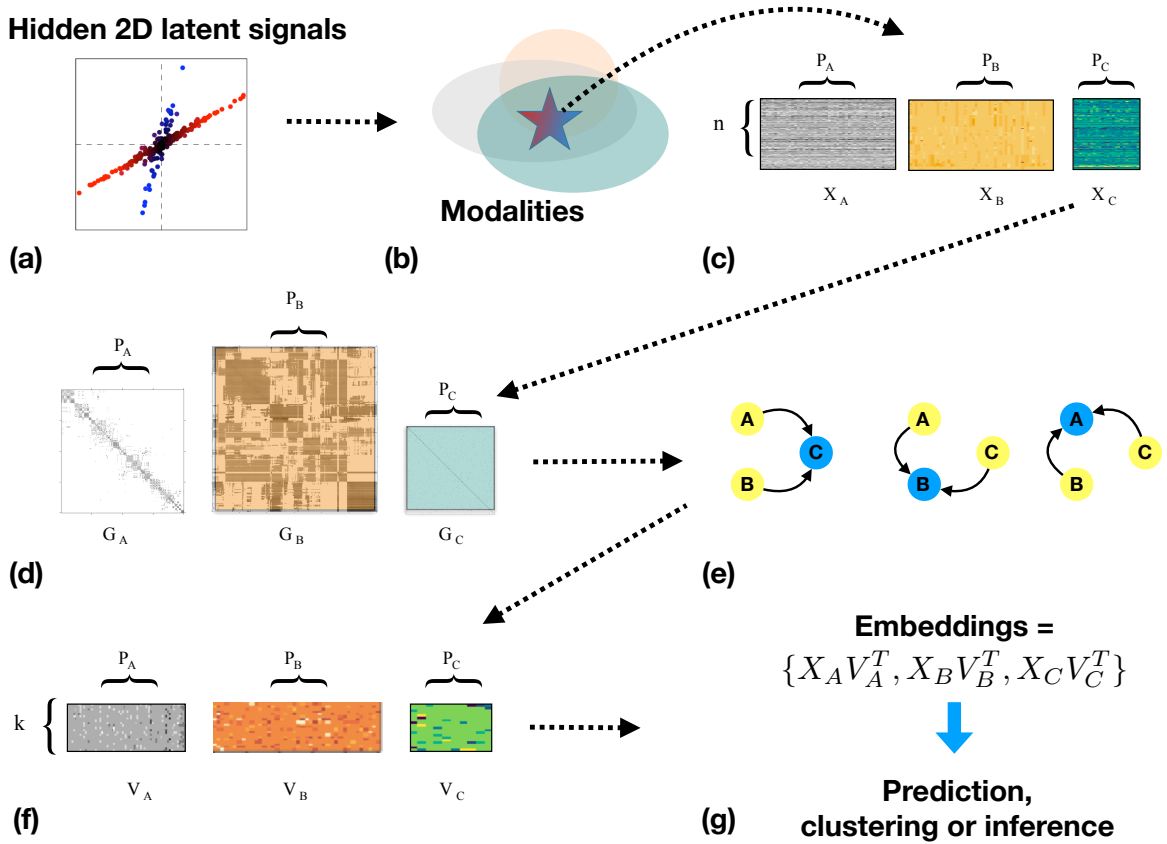 Hidden 2D latent signals
(a)
Modalities
(b)
P_A
P_B
P_C
n
X_A
X_B
X_C
(c)
P_A
P_B
P_C
G_A
G_B
G_C
(d)
A
B
C
A
B
C
A
B
C
(e)
P_A
P_B
P_C
k
V_A
V_B
V_C
(f)
Embeddings =
{X_A V_A^T, X_B V_B^T, X_C V_C^T}
Prediction,
clustering or inference
(g)